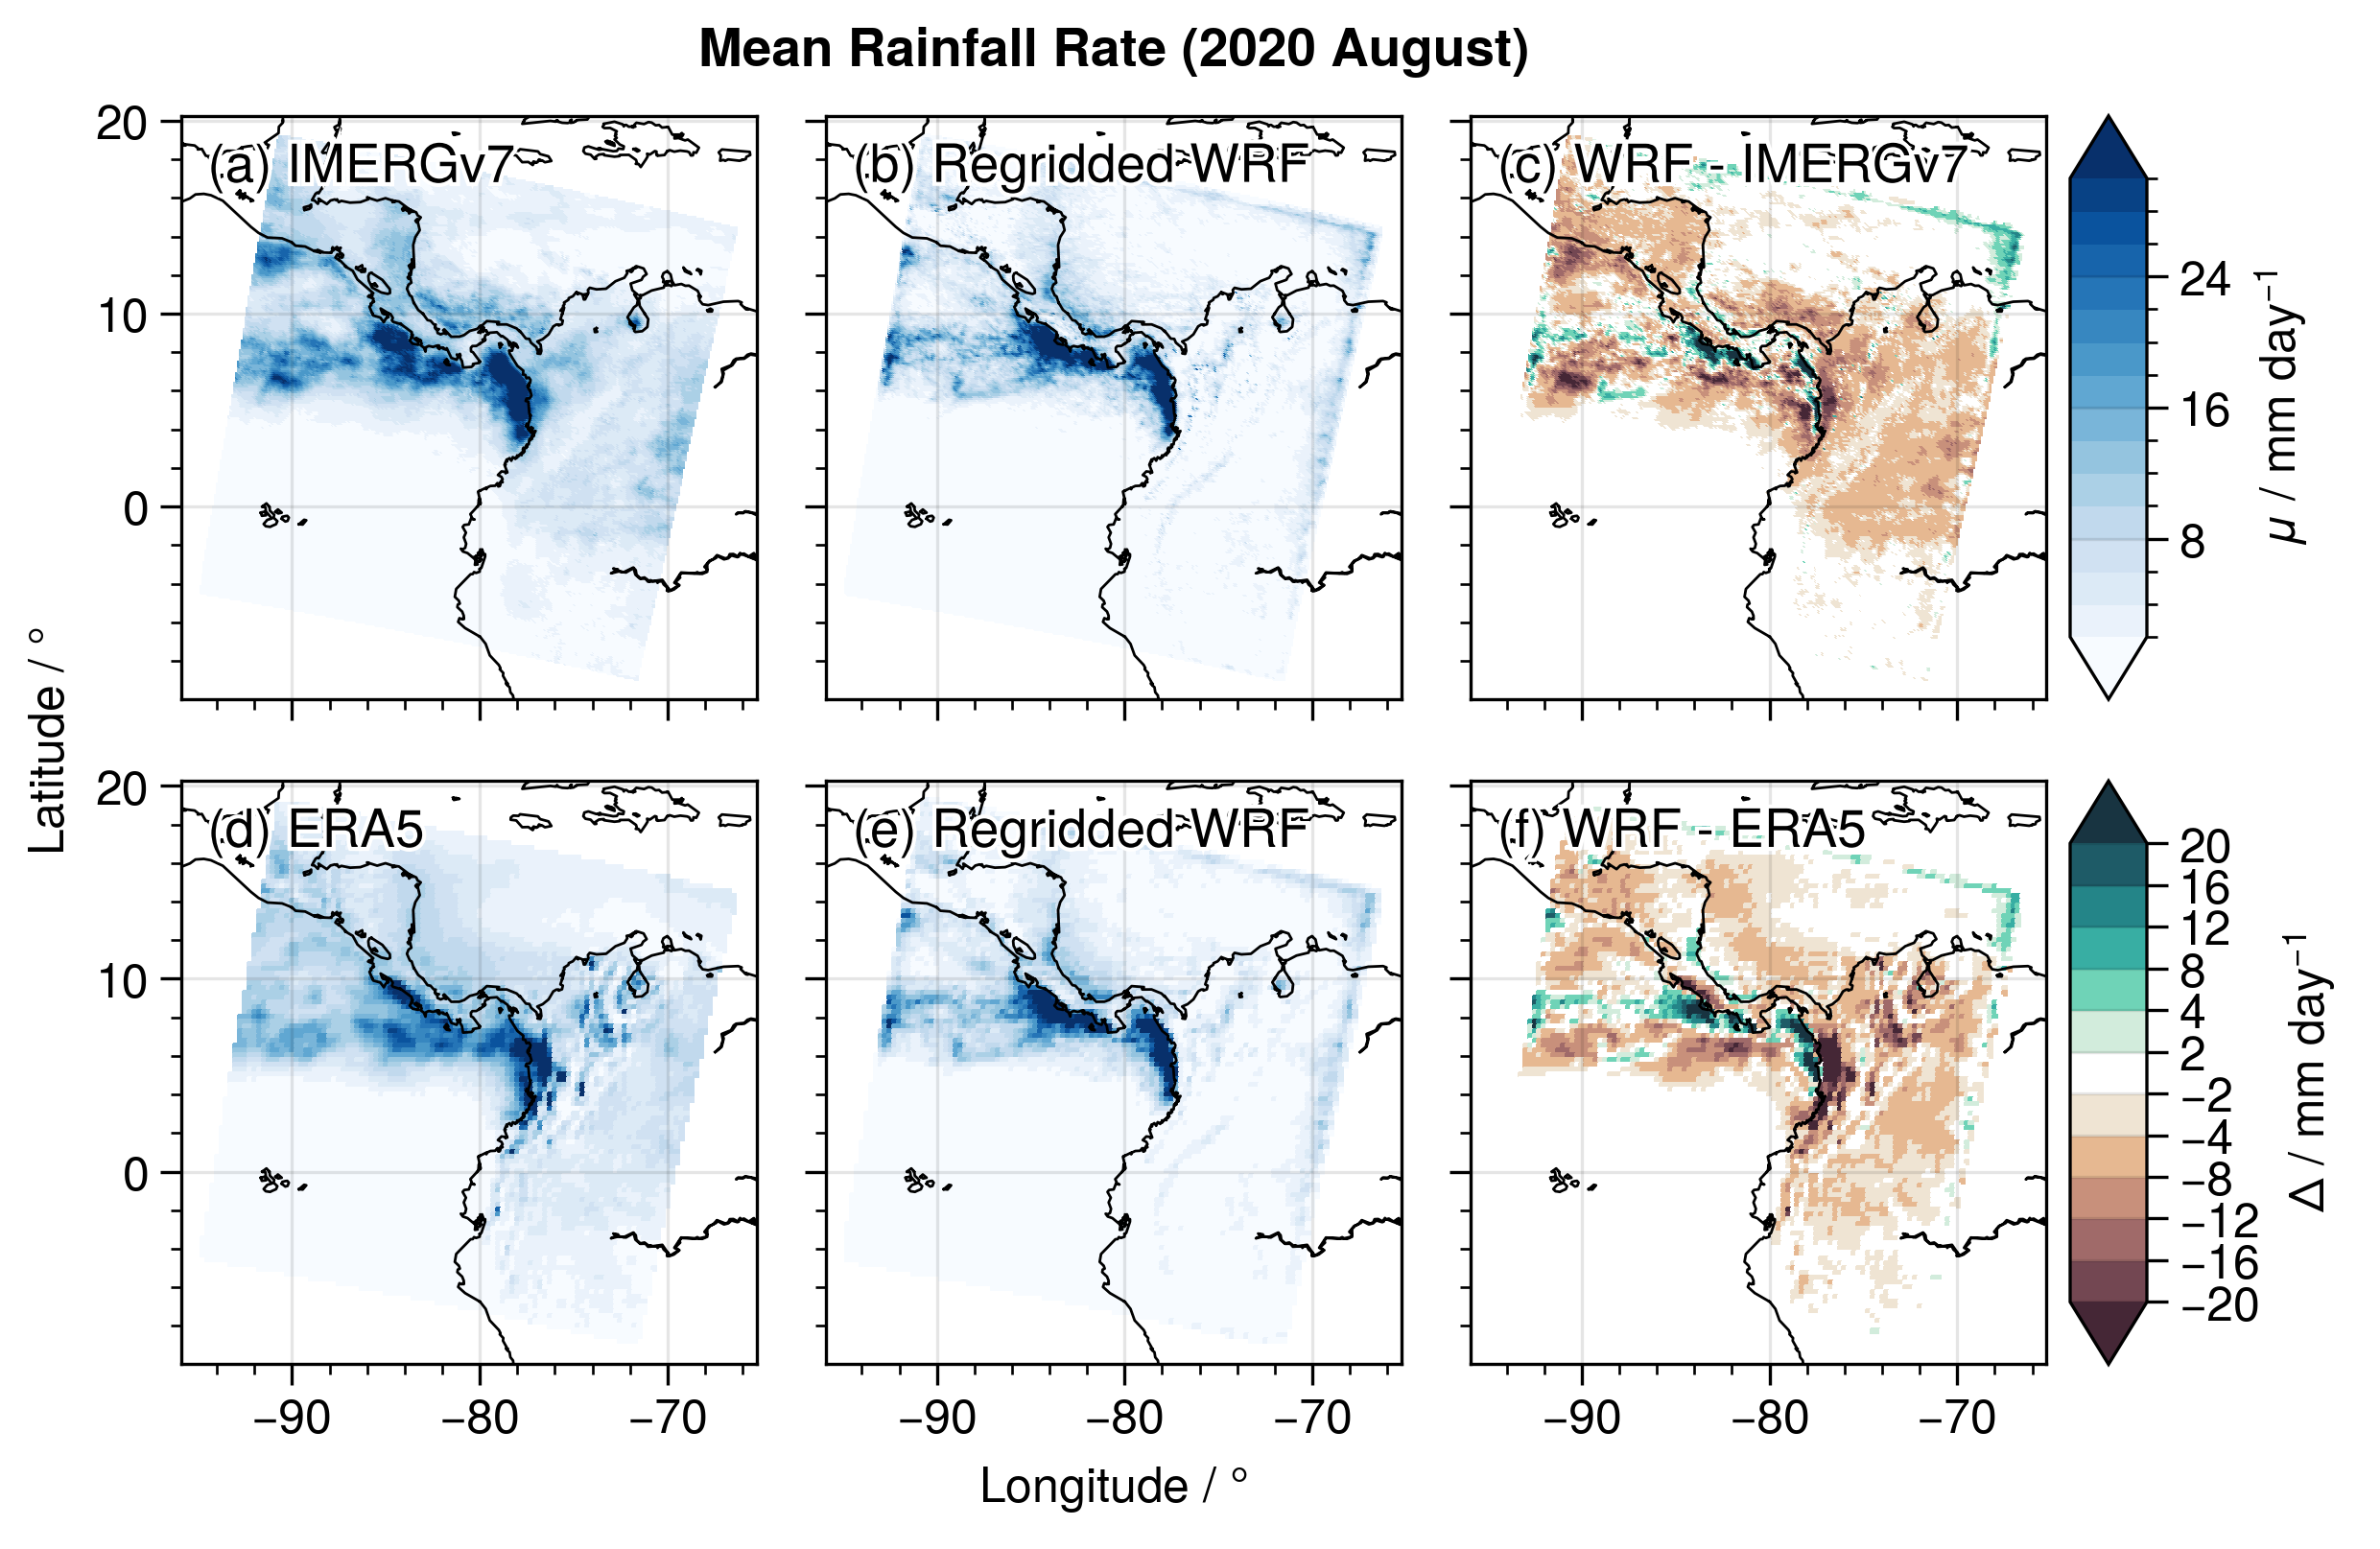 Mean Rainfall Rate (2020 August)
(a) IMERGv7
(b) Regridded WRF
(c) WRF - IMERGv7
20
10
0
24
16
8
μ / mm day⁻¹
Latitude / °
(d) ERA5
(e) Regridded WRF
(f) WRF - ERA5
20
10
0
20
16
12
8
4
2
−2
−4
−8
−12
−16
−20
Δ / mm day⁻¹
−90 −80 −70 −90 −80 −70 −90 −80 −70
Longitude / °